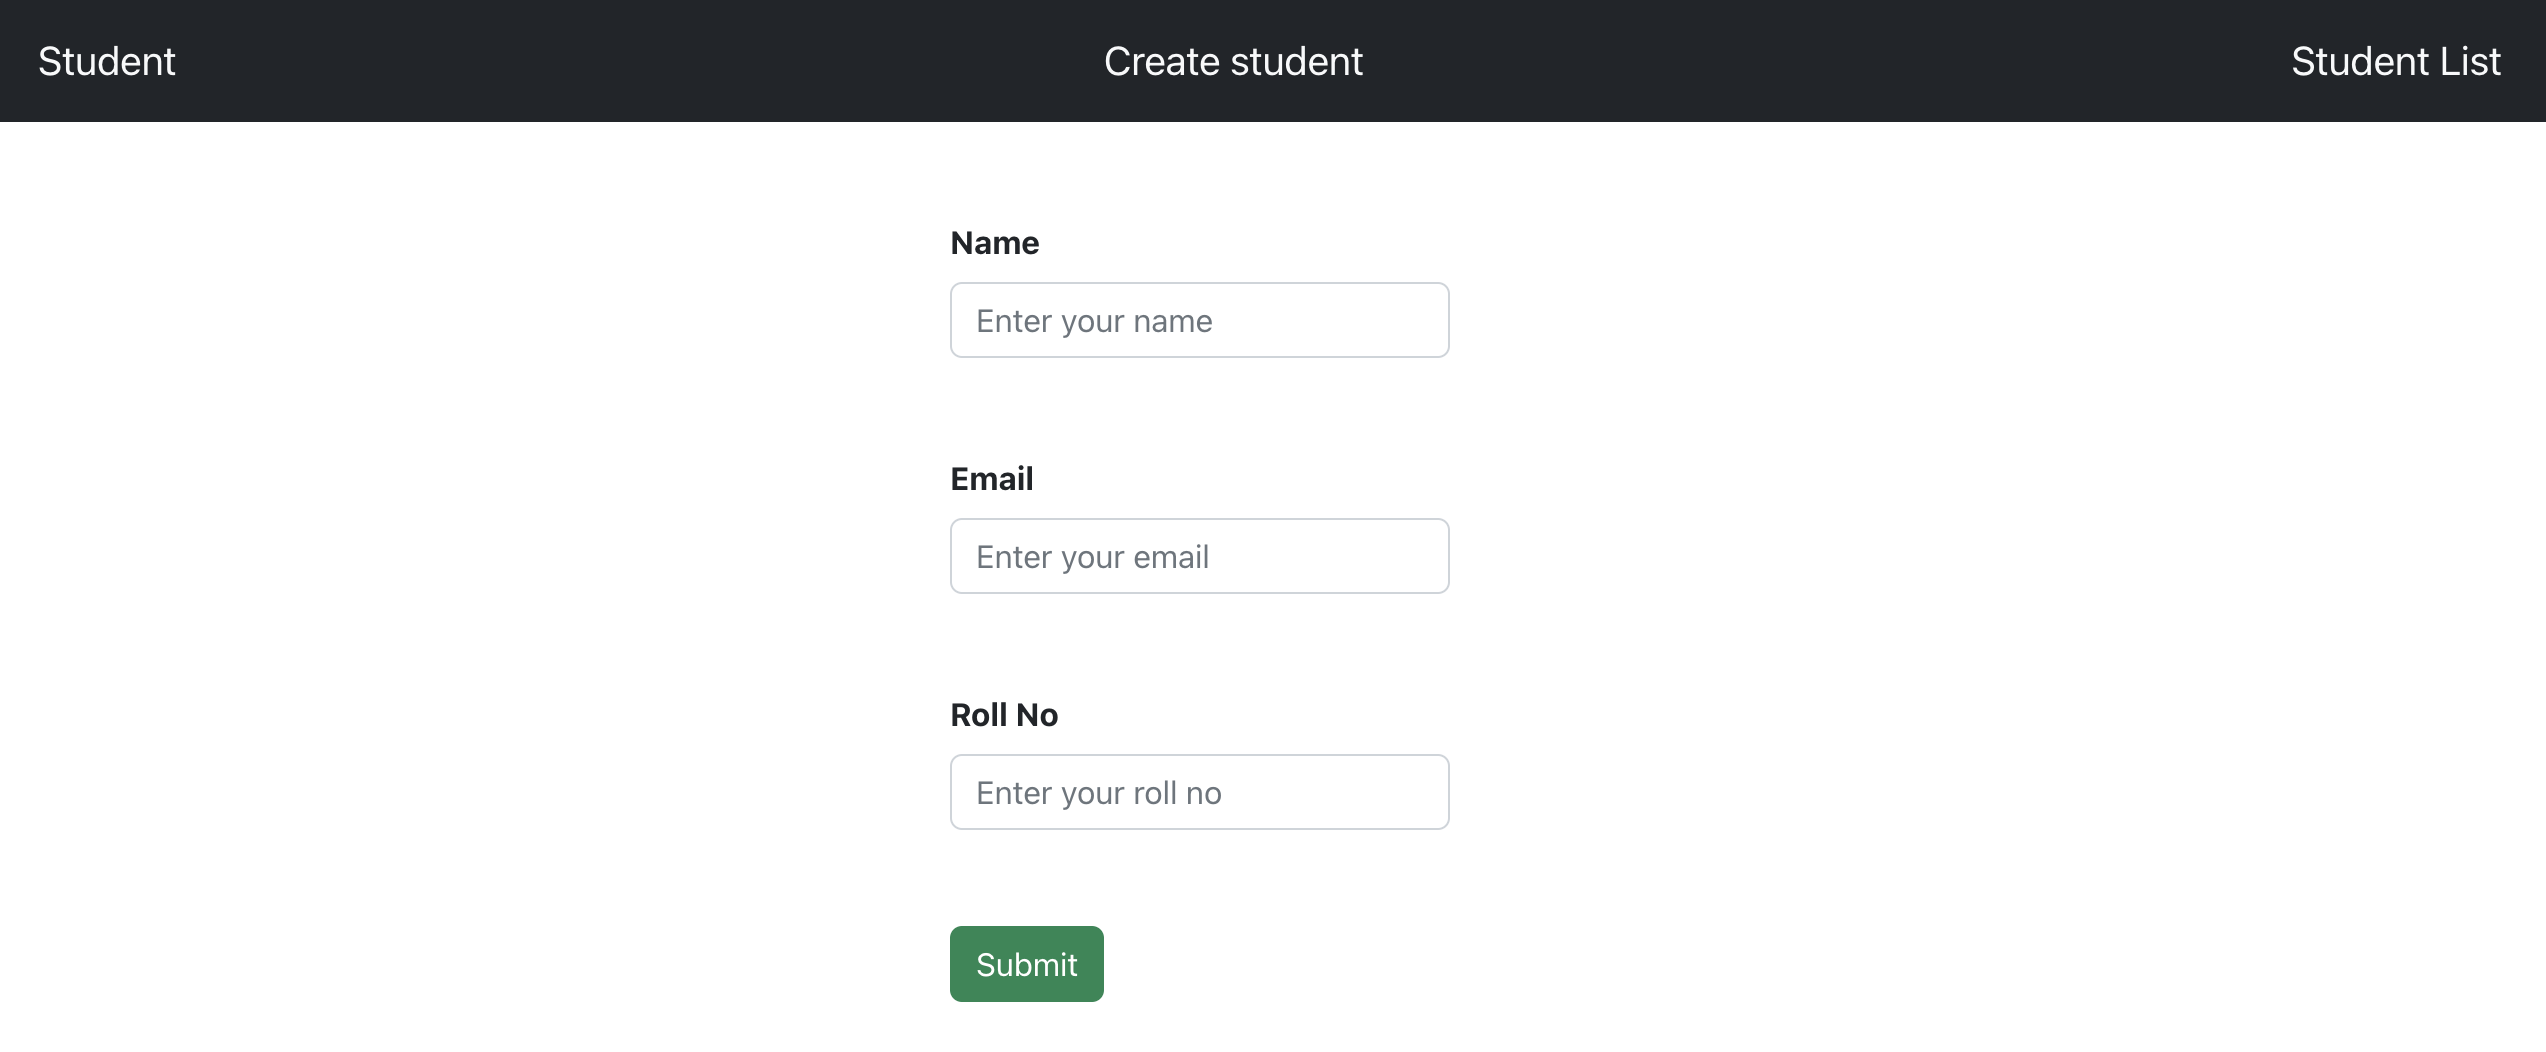 Student Create student Student List
Name
Enter your name
Email
Enter your email
Roll No
Enter your roll no
Submit